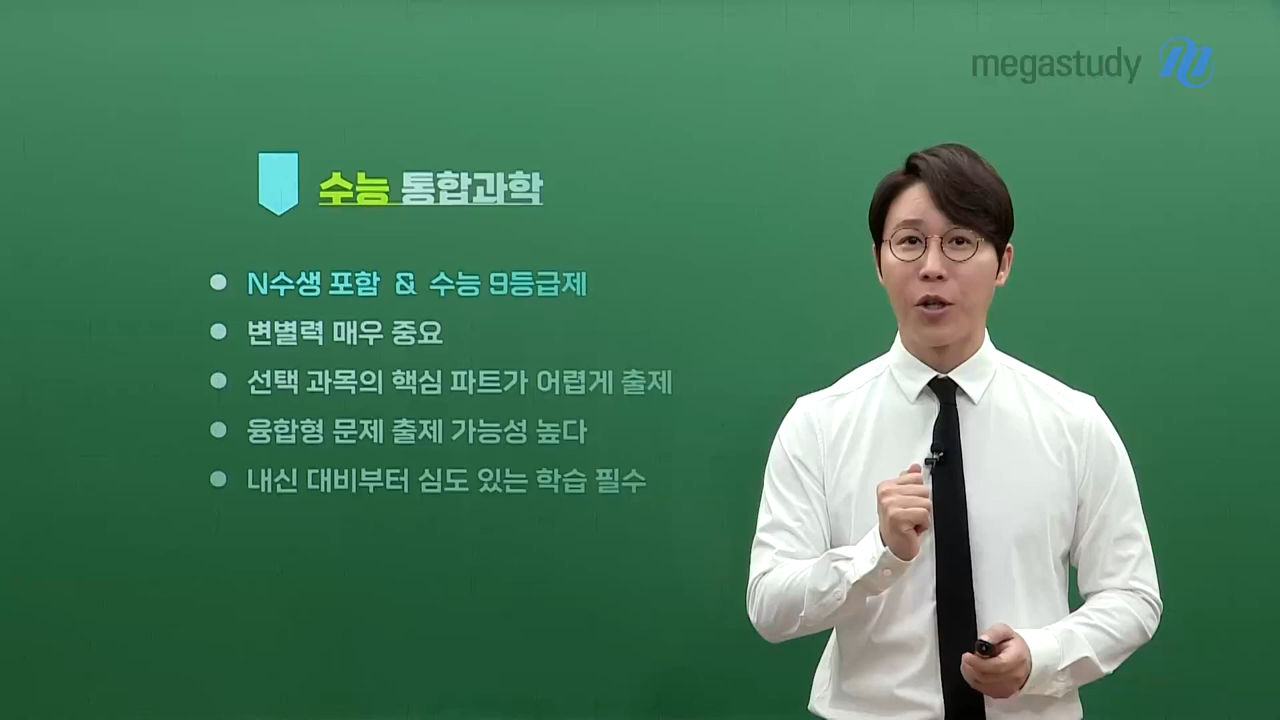 megastudy
수능 통합과학
N수생 포함 & 수능 9등급제
변별력 매우 중요
선택 과목의 핵심 파트가 어렵게 출제
융합형 문제 출제 가능성 높다
내신 대비부터 심도 있는 학습 필수